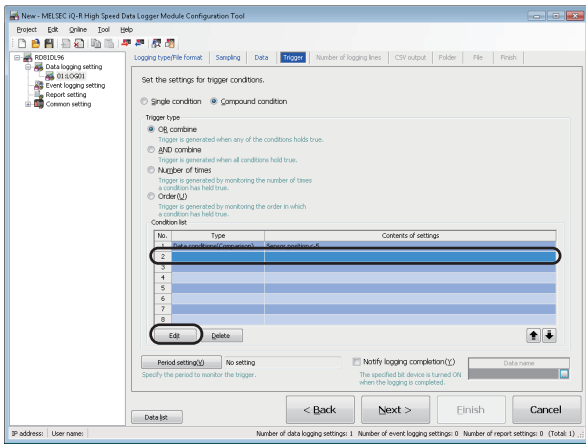 New - MELSEC iQ-R High Speed Data Logger Module Configuration Tool
Project Edit Online Tool Help
RD81DL96
Data logging setting
01:LOG01
Event logging setting
Report setting
Common setting
Logging type/File format Sampling Data Trigger Number of logging lines CSV output Folder File Finish
Set the settings for trigger conditions.
Single condition Compound condition
Trigger type
OR combine
Trigger is generated when any of the conditions holds true.
AND combine
Trigger is generated when all conditions hold true.
Number of times
Trigger is generated by monitoring the number of times
a condition has held true.
Order(U)
Trigger is generated by monitoring the order in which
a condition has held true.
Condition list
No. Type Contents of settings
1 Data conditions(Comparison) Sensor position<-5
2
3
4
5
6
7
8
Edit Delete
Period setting(V) No setting
Specify the period to monitor the trigger.
Notify logging completion(Y)
The specified bit device is turned ON
when the logging is completed.
Data name
Data list
< Back Next > Finish Cancel
IP address: User name: Number of data logging settings: 1 Number of event logging settings: 0 Number of report settings: 0 (Total: 1)